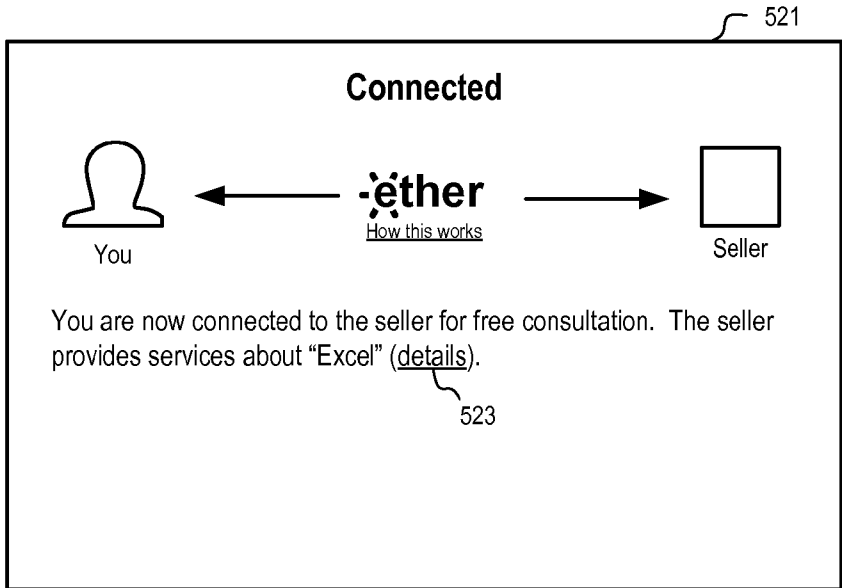 521
Connected
ether
How this works
You
Seller
You are now connected to the seller for free consultation. The seller
provides services about “Excel” (details).
523